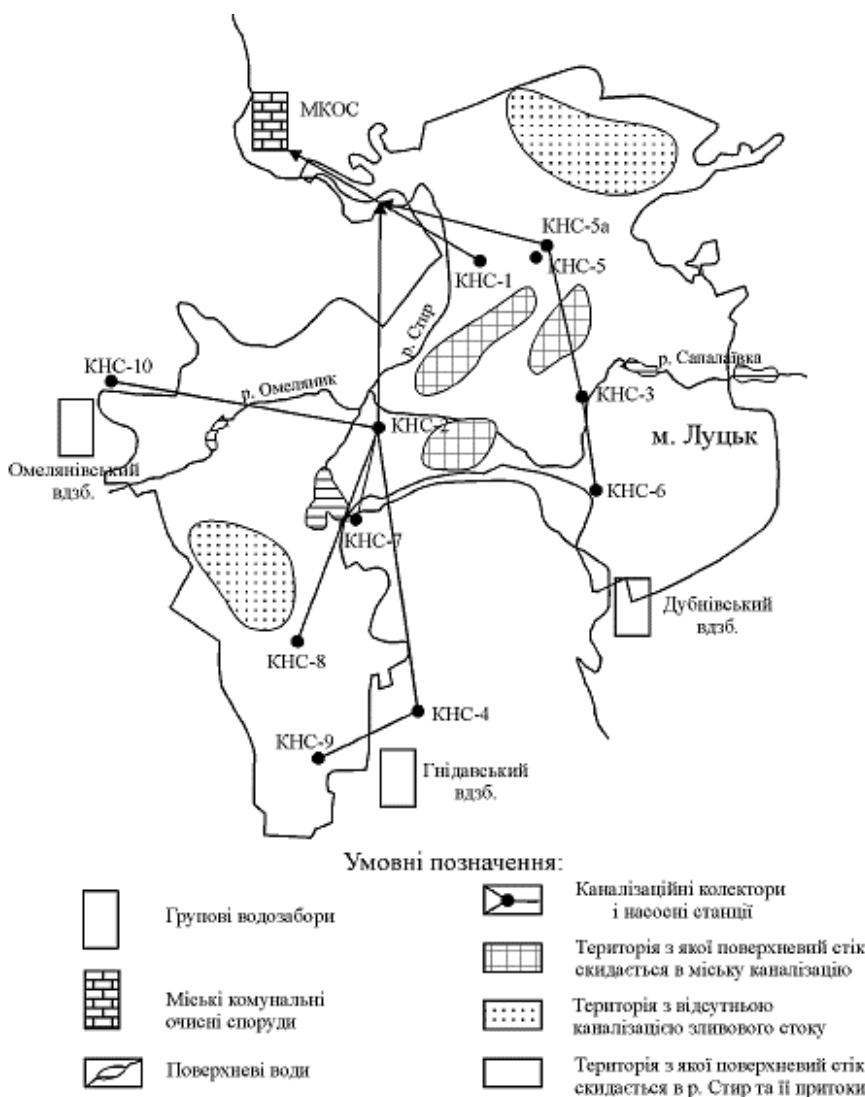 МКОС
КНС-5а
КНС-5
КНС-1
р. Стир
р. Сапалаївка
КНС-10
р. Омеляник
КНС-3
КНС-2
м. Луцьк
Омелянівський
вдзб.
КНС-6
КНС-7
Дубнівський
вдзб.
КНС-8
КНС-4
КНС-9
Гнідавський
вдзб.
Умовні позначення:
Групові водозабори
Міські комунальні
очисні споруди
Поверхневі води
Каналізаційні колектори
і насосні станції
Територія з якої поверхневий стік
скидається в міську каналізацію
Територія з відсутньою
каналізацією зливового стоку
Територія з якої поверхневий стік
скидається в р. Стир та її притоки